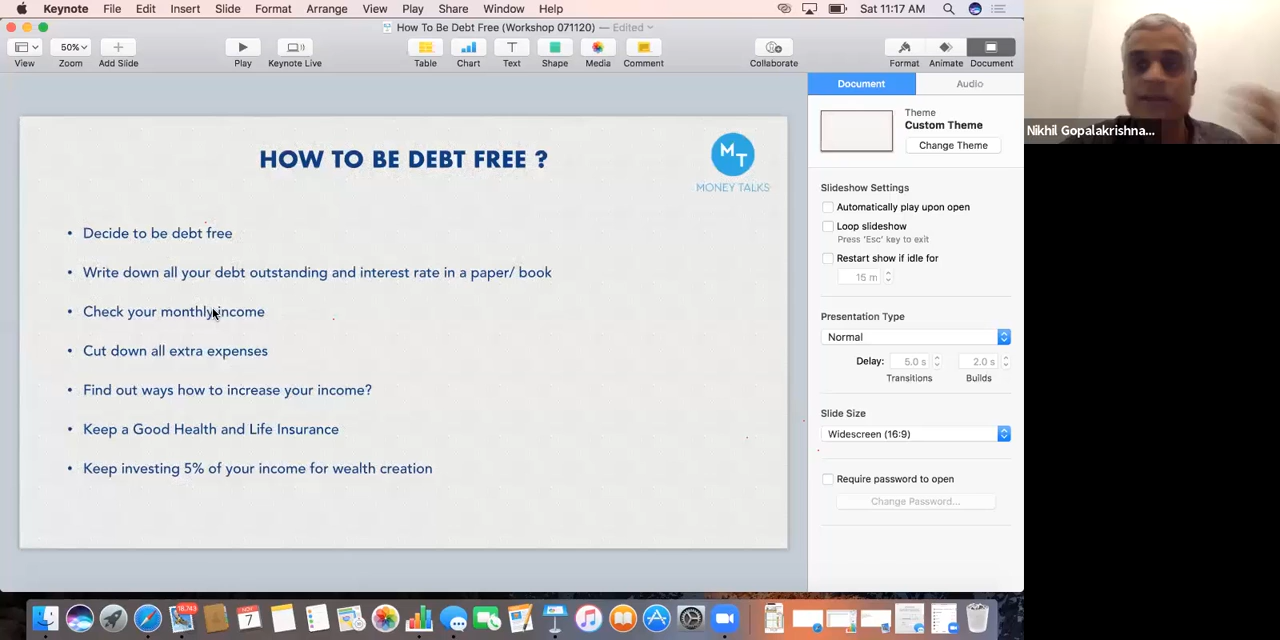 Keynote File Edit Insert Slide Format Arrange View Play Share Window Help Sat 11:17 AM
How To Be Debt Free (Workshop 071120) — Edited
50%
View Zoom Add Slide Play Keynote Live Table Chart Text Shape Media Comment Collaborate Format Animate Document
HOW TO BE DEBT FREE ?
MT
MONEY TALKS
• Decide to be debt free
• Write down all your debt outstanding and interest rate in a paper/ book
• Check your monthly income
• Cut down all extra expenses
• Find out ways how to increase your income?
• Keep a Good Health and Life Insurance
• Keep investing 5% of your income for wealth creation
Document Audio
Theme
Custom Theme
Change Theme
Slideshow Settings
Automatically play upon open
Loop slideshow
Press 'Esc' key to exit
Restart show if idle for
15 m
Presentation Type
Normal
Delay: 5.0 s 2.0 s
Transitions Builds
Slide Size
Widescreen (16:9)
Require password to open
Change Password...
Nikhil Gopalakrishna...
18,743
NOV
7